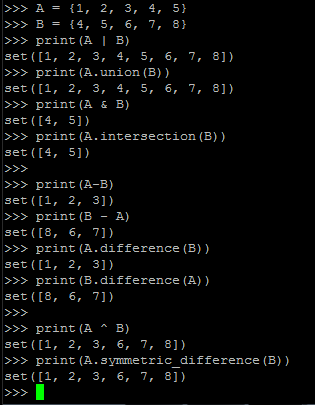 >>> A = {1, 2, 3, 4, 5}
>>> B = {4, 5, 6, 7, 8}
>>> print(A | B)
set([1, 2, 3, 4, 5, 6, 7, 8])
>>> print(A.union(B))
set([1, 2, 3, 4, 5, 6, 7, 8])
>>> print(A & B)
set([4, 5])
>>> print(A.intersection(B))
set([4, 5])
>>>
>>> print(A-B)
set([1, 2, 3])
>>> print(B - A)
set([8, 6, 7])
>>> print(A.difference(B))
set([1, 2, 3])
>>> print(B.difference(A))
set([8, 6, 7])
>>>
>>> print(A ^ B)
set([1, 2, 3, 6, 7, 8])
>>> print(A.symmetric_difference(B))
set([1, 2, 3, 6, 7, 8])
>>>